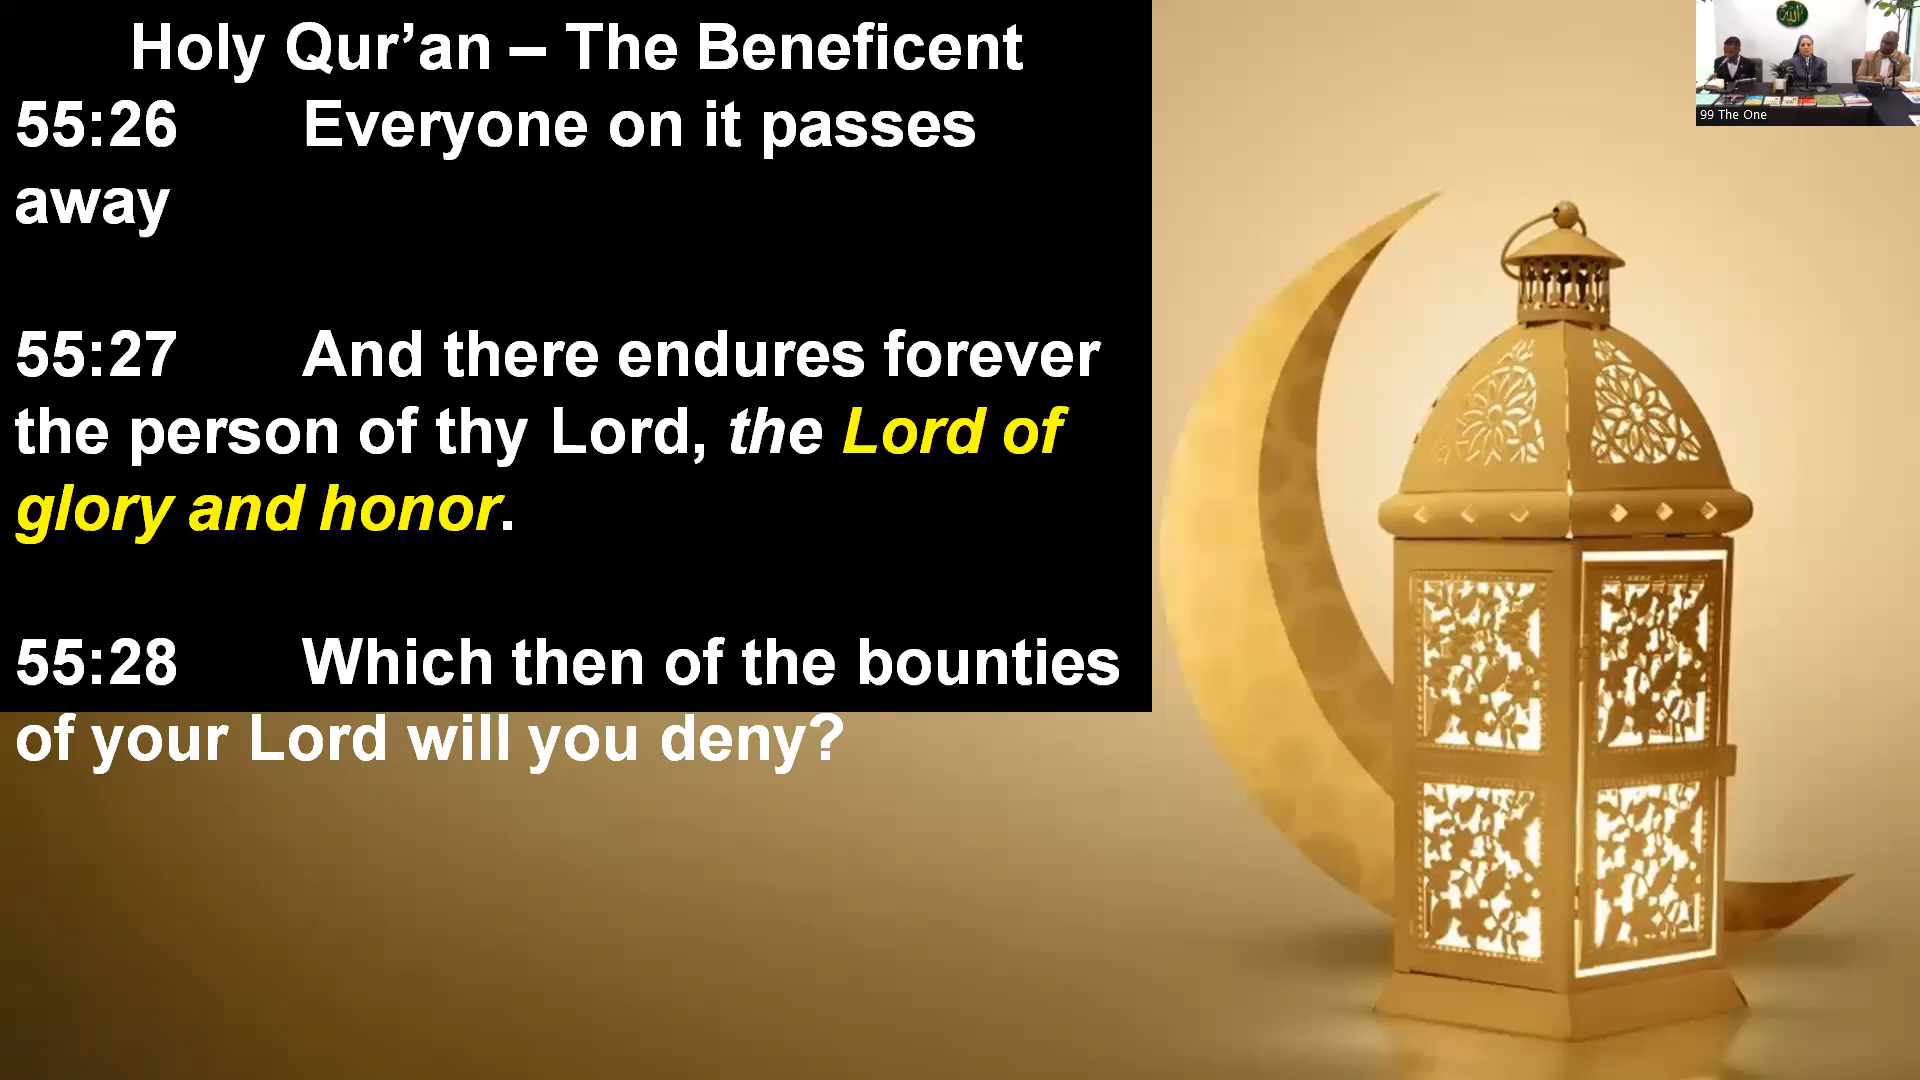 Holy Qur’an – The Beneficent
55:26 Everyone on it passes
away
55:27 And there endures forever
the person of thy Lord, the Lord of
glory and honor.
55:28 Which then of the bounties
of your Lord will you deny?
99 The One